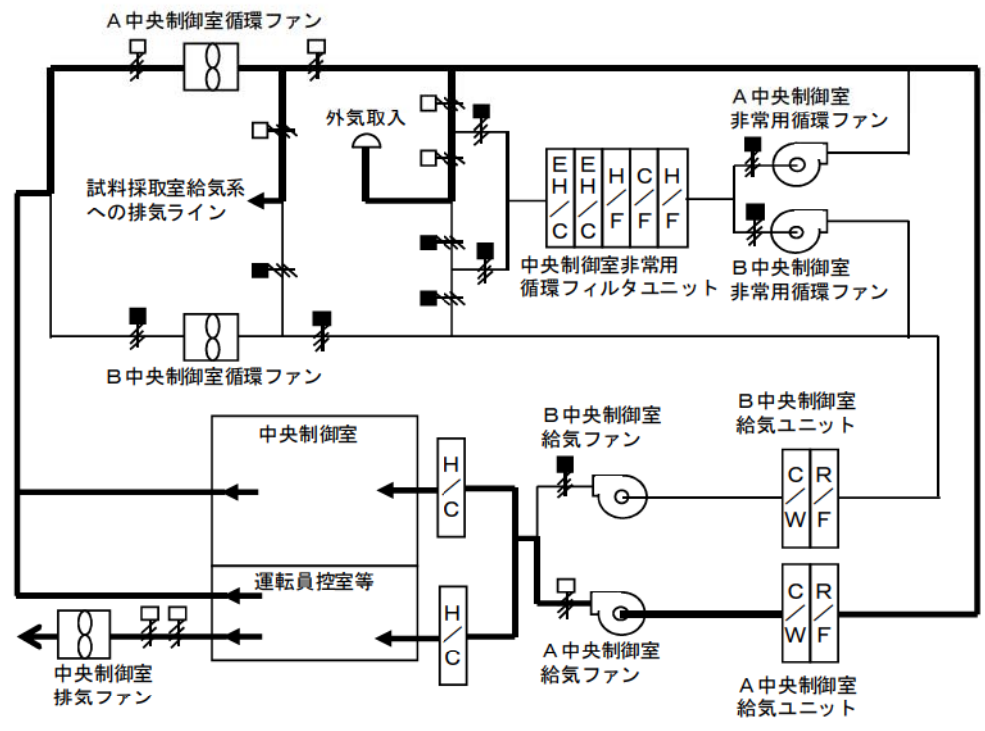 A中央制御室循環ファン
外気取入
A中央制御室
非常用循環ファン
試料採取室給気系
への排気ライン
EH/C
EH/C
H/F
C/F
H/F
中央制御室非常用
循環フィルタユニット
B中央制御室
非常用循環ファン
B中央制御室循環ファン
中央制御室
H/C
B中央制御室
給気ファン
B中央制御室
給気ユニット
C/W
R/F
運転員控室等
H/C
C/W
R/F
中央制御室
排気ファン
A中央制御室
給気ファン
A中央制御室
給気ユニット